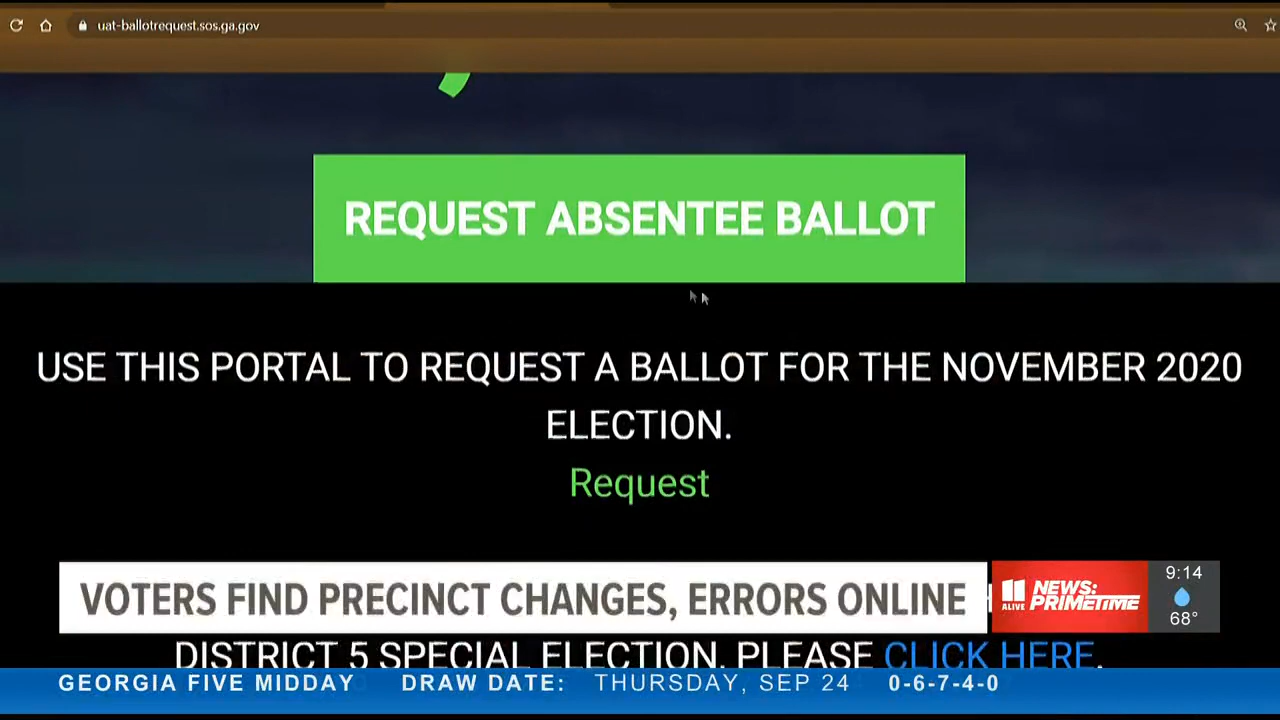 uat-ballotrequest.sos.ga.gov
REQUEST ABSENTEE BALLOT
USE THIS PORTAL TO REQUEST A BALLOT FOR THE NOVEMBER 2020
ELECTION.
Request
VOTERS FIND PRECINCT CHANGES, ERRORS ONLINE
11 ALIVE
NEWS:
PRIMETIME
9:14
68°
DISTRICT 5 SPECIAL ELECTION, PLEASE CLICK HERE.
GEORGIA FIVE MIDDAY DRAW DATE: THURSDAY, SEP 24 0-6-7-4-0